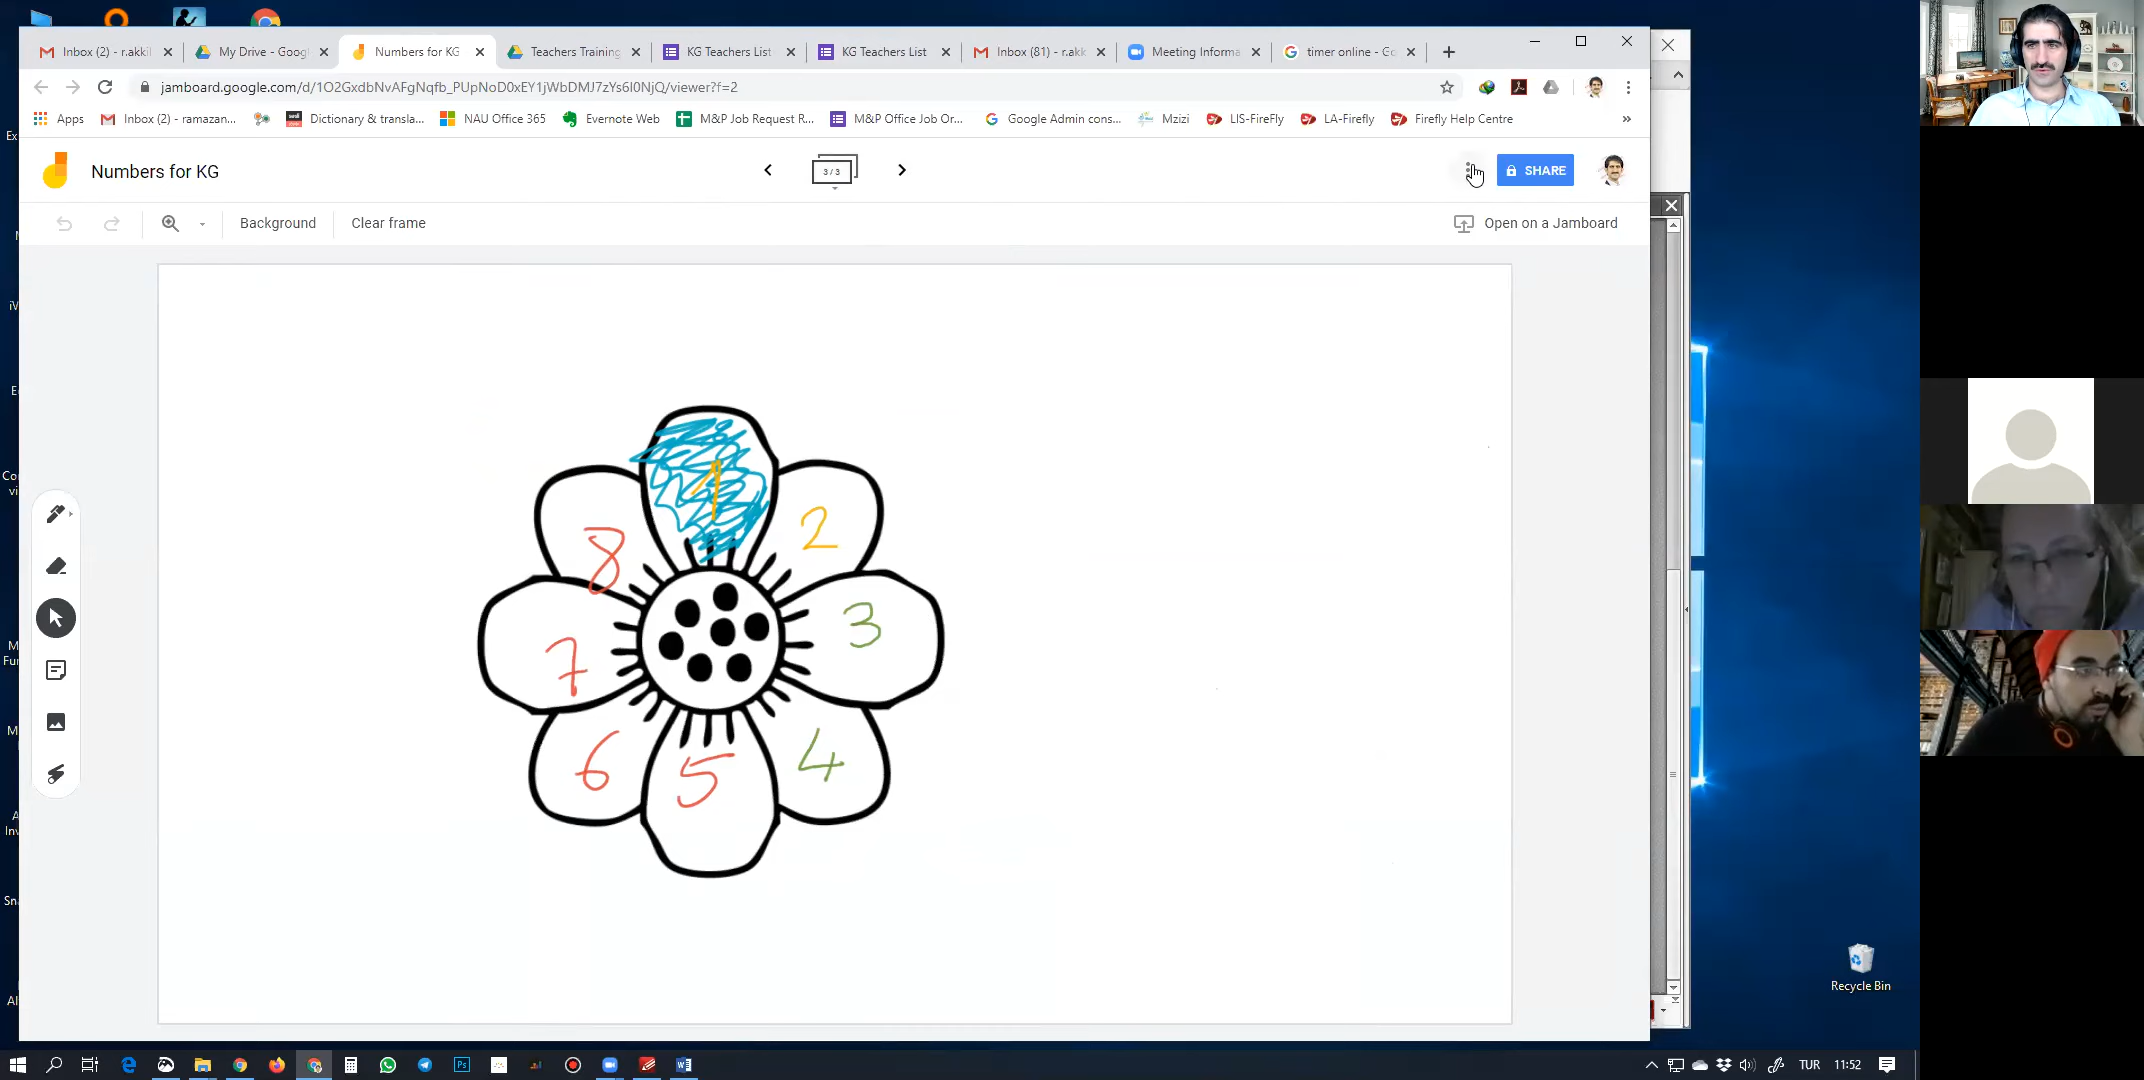 Inbox (2) - r.akki
My Drive - Goog
Numbers for KG
Teachers Training
KG Teachers List
KG Teachers List
Inbox (81) - r.akk
Meeting Informa
timer online - Go
jamboard.google.com/d/1O2GxdbNvAFgNqfb_PUpNoD0xEY1jWbDMJ7zYs6l0NjQ/viewer?f=2
Apps
Inbox (2) - ramazan...
Dictionary & transla...
NAU Office 365
Evernote Web
M&P Job Request R...
M&P Office Job Or...
Google Admin cons...
Mzizi
LIS-FireFly
LA-Firefly
Firefly Help Centre
Numbers for KG
3 / 3
SHARE
Background
Clear frame
Open on a Jamboard
1
2
3
4
5
6
7
8
Recycle Bin
TUR
11:52